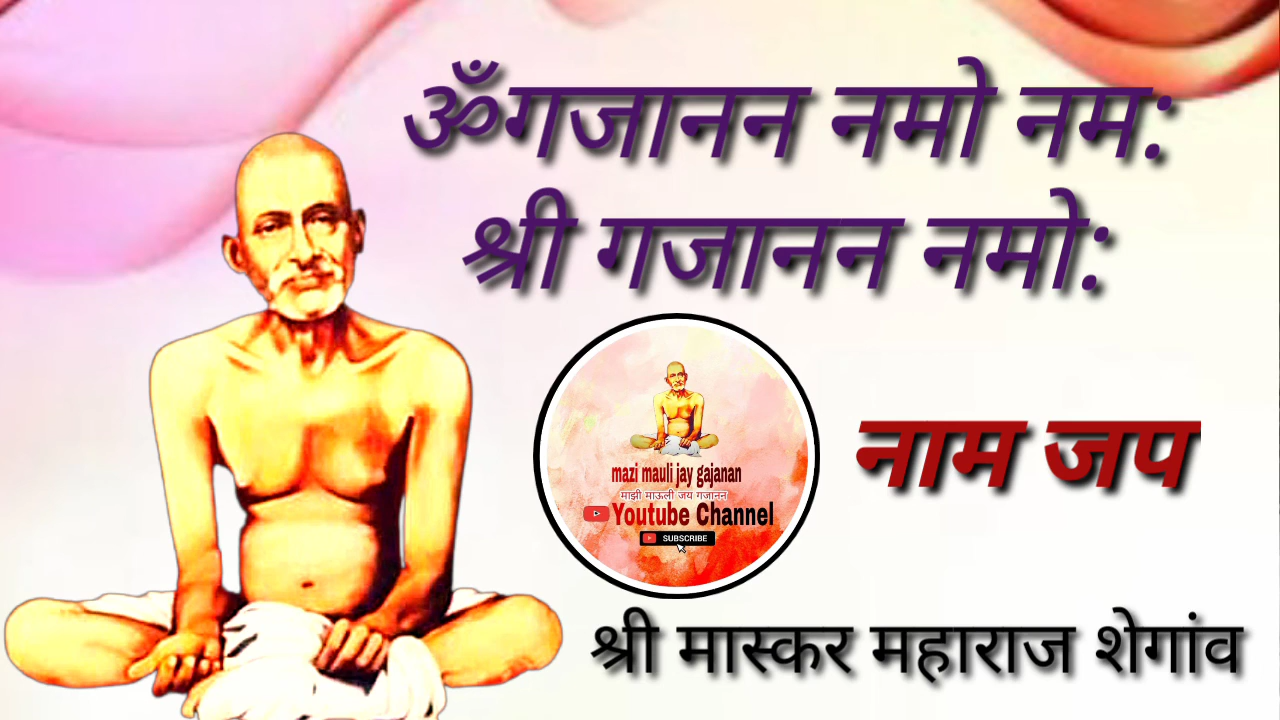 ॐगजानन नमो नम:
श्री गजानन नमो:
mazi mauli jay gajanan
माझी माऊली जय गजानन
Youtube Channel
SUBSCRIBE
नाम जप
श्री मास्कर महाराज शेगांव